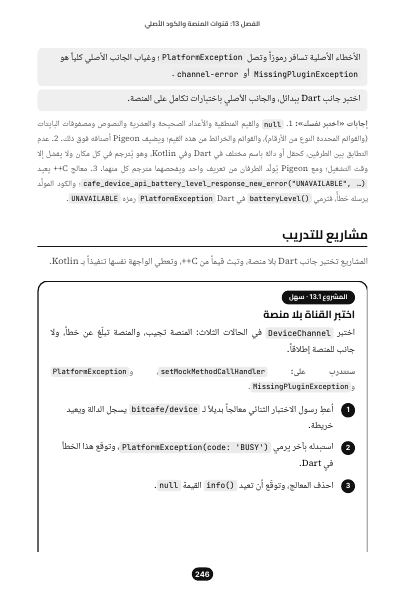 الفصل 13: قنوات المنصة والكود الأصلي
الأخطاء الأصلية تسافر رموزاً وتصل PlatformException؛ وغياب الجانب الأصلي كلياً هو
MissingPluginException أو channel-error.
اختبر جانب Dart ببدائل، والجانب الأصلي باختبارات تكامل على المنصة.
إجابات «اختبر نفسك»: 1. null والقيم المنطقية والأعداد الصحيحة والعشرية والنصوص ومصفوفات البايتات
(والقوائم المحددة النوع من الأرقام)، والقوائم والخرائط من هذه القيم؛ ويضيف Pigeon أصنافه فوق ذلك. 2. عدم
التطابق بين الطرفين، كحقل أو دالة باسم مختلف في Dart وفي Kotlin، وهو يُترجم في كل مكان ولا يفشل إلا
وقت التشغيل؛ ومع Pigeon يُولَّد الطرفان من تعريف واحد ويفحصهما مترجم كل منهما. 3. معالج C++ يعيد
cafe_device_api_battery_level_response_new_error("UNAVAILABLE", …)؛ والكود المولَّد
يرسله خطأً، فترمي batteryLevel() في Dart PlatformException رمزه UNAVAILABLE.
مشاريع للتدريب
المشاريع تختبر جانب Dart بلا منصة، وتبث قيماً من C++، وتعطي الواجهة نفسها تنفيذاً بـ Kotlin.
المشروع 13.1 · سهل
اختبر القناة بلا منصة
اختبر DeviceChannel في الحالات الثلاث: المنصة تجيب، والمنصة تبلّغ عن خطأ، ولا
جانب للمنصة إطلاقاً.
ستتدرب على: setMockMethodCallHandler، وPlatformException
وMissingPluginException.
1 أعطِ رسول الاختبار الثنائي معالجاً بديلاً لـ bitcafe/device يسجل الدالة ويعيد
خريطة.
2 استبدله بآخر يرمي PlatformException(code: 'BUSY')، وتوقع هذا الخطأ
في Dart.
3 احذف المعالج، وتوقّع أن تعيد info() القيمة null.
246